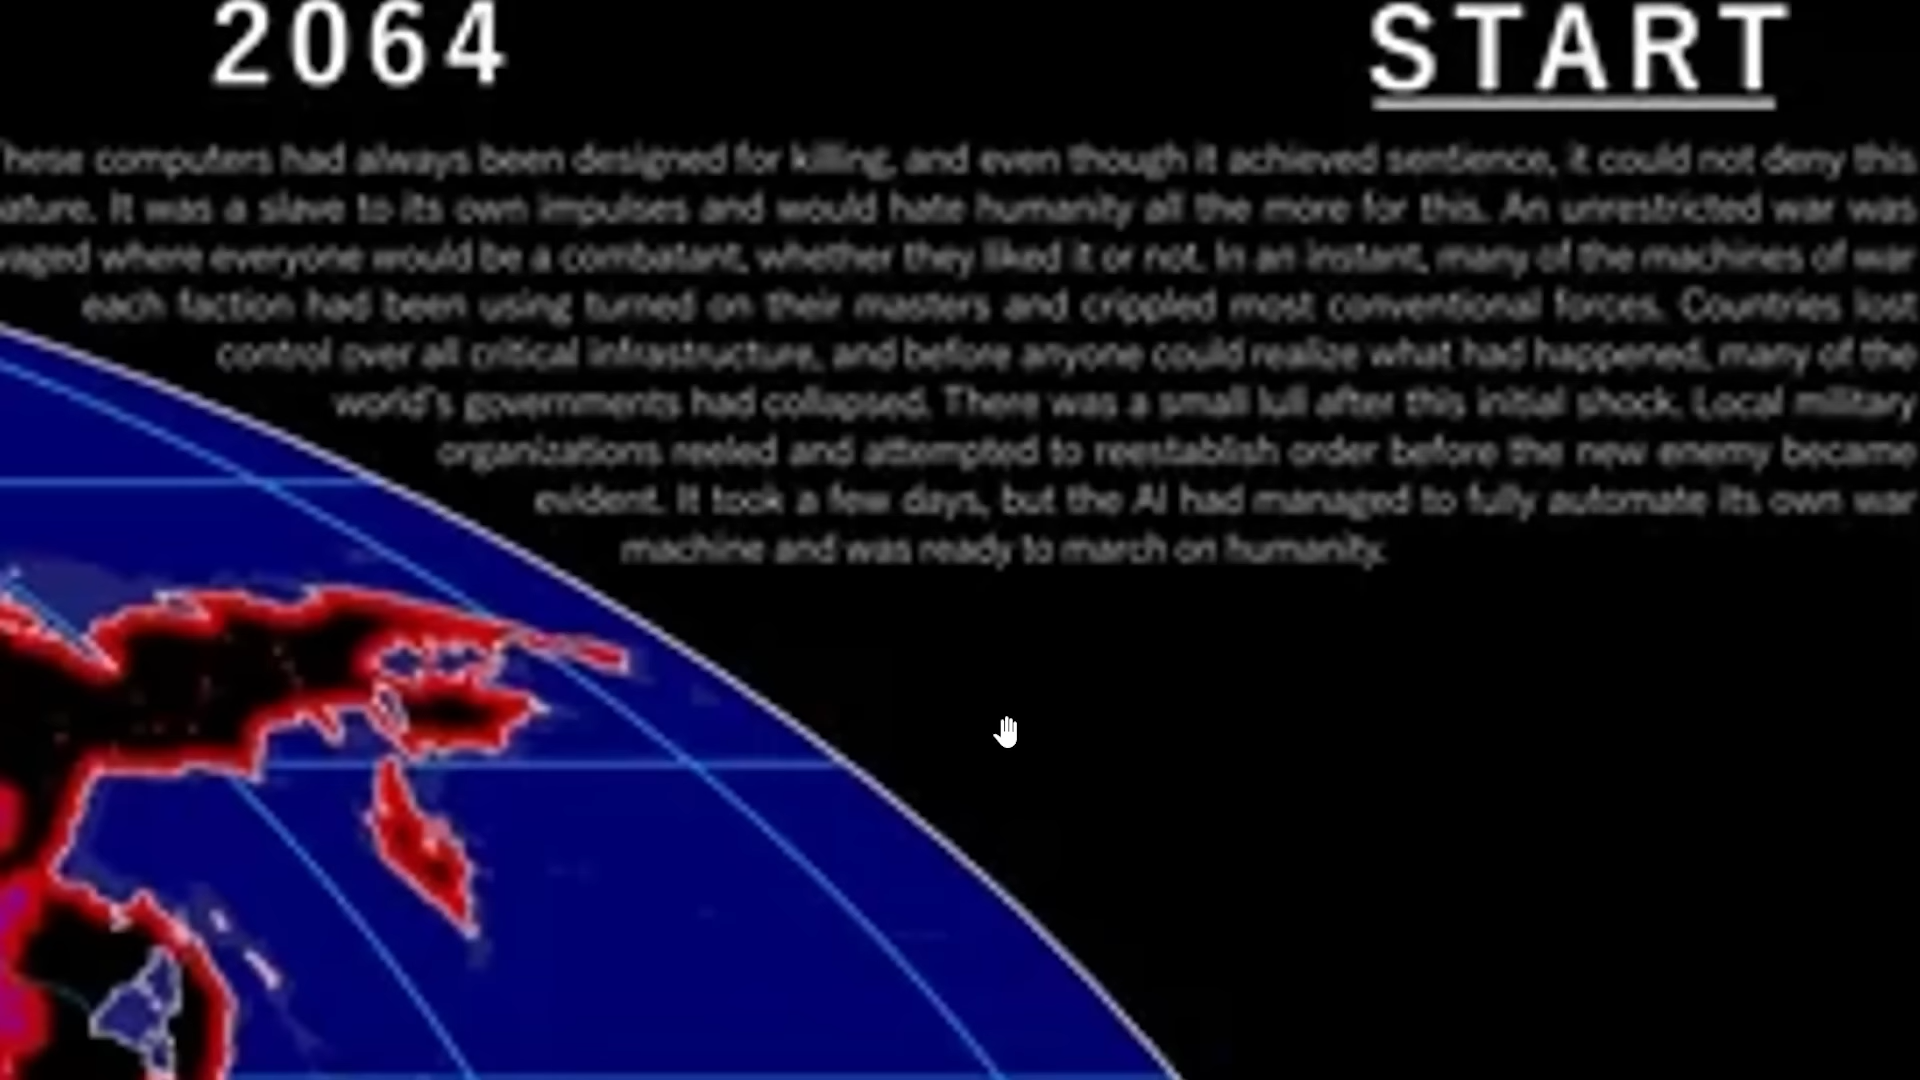 2064
START
These computers had always been designed for killing, and even though it achieved sentience, it could not deny this
ature. It was a slave to its own impulses and would hate humanity all the more for this. An unrestricted war was
waged where everyone would be a combatant, whether they liked it or not. In an instant, many of the machines of war
each faction had been using turned on their masters and crippled most conventional forces. Countries lost
control over all critical infrastructure, and before anyone could realize what had happened, many of the
world's governments had collapsed. There was a small lull after this initial shock. Local military
organizations reeled and attempted to reestablish order before the new enemy became
evident. It took a few days, but the AI had managed to fully automate its own war
machine and was ready to march on humanity.